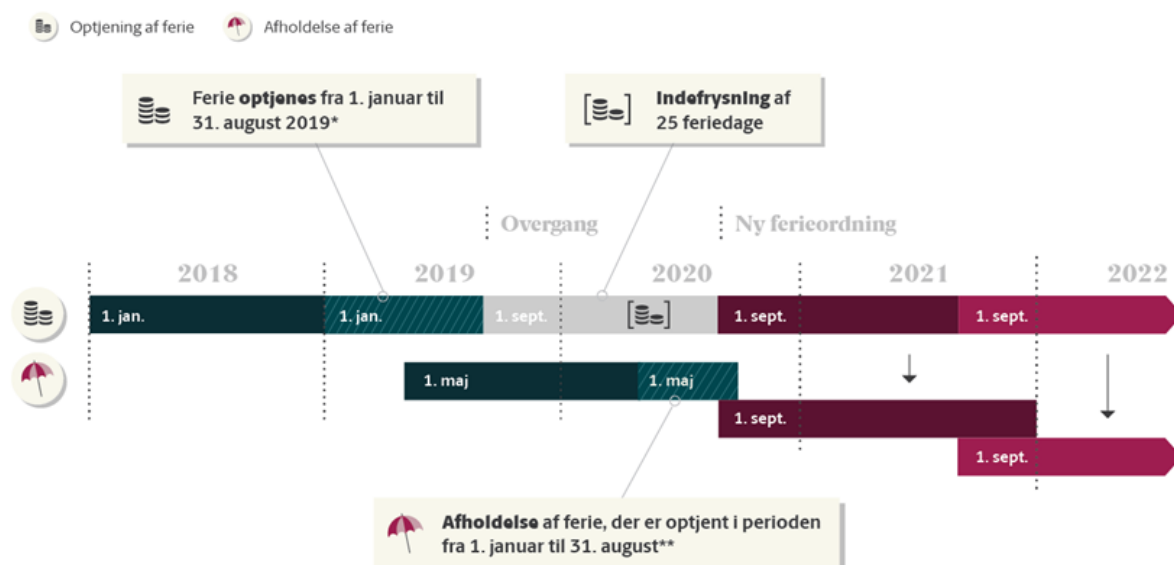 Optjening af ferie
Afholdelse af ferie
Ferie optjenes fra 1. januar til
31. august 2019*
Indefrysning af
25 feriedage
Overgang
Ny ferieordning
2018
2019
2020
2021
2022
1. jan.
1. jan.
1. sept.
1. sept.
1. sept.
1. maj
1. maj
1. sept.
1. sept.
Afholdelse af ferie, der er optjent i perioden
fra 1. januar til 31. august**